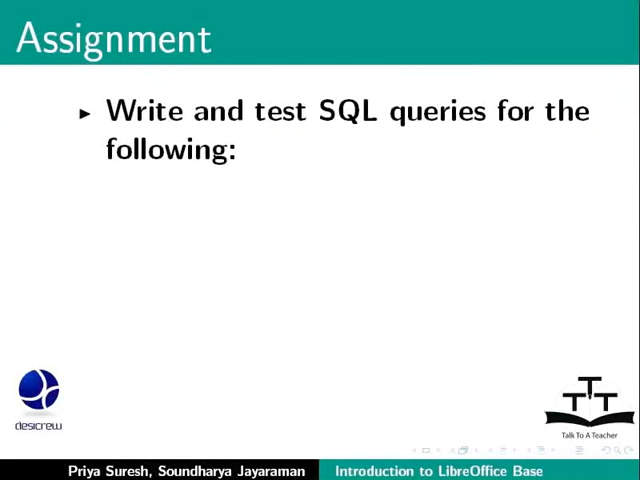 Assignment
Write and test SQL queries for the
following:
desicrew
TTT
Talk To A Teacher
Priya Suresh, Soundharya Jayaraman
Introduction to LibreOffice Base